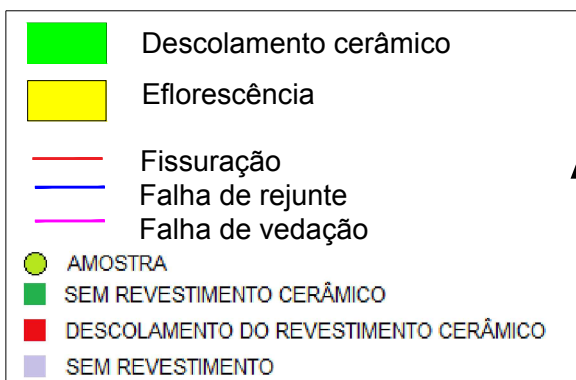 Descolamento cerâmico
Eflorescência
Fissuração
Falha de rejunte
Falha de vedação
AMOSTRA
SEM REVESTIMENTO CERÂMICO
DESCOLAMENTO DO REVESTIMENTO CERÂMICO
SEM REVESTIMENTO